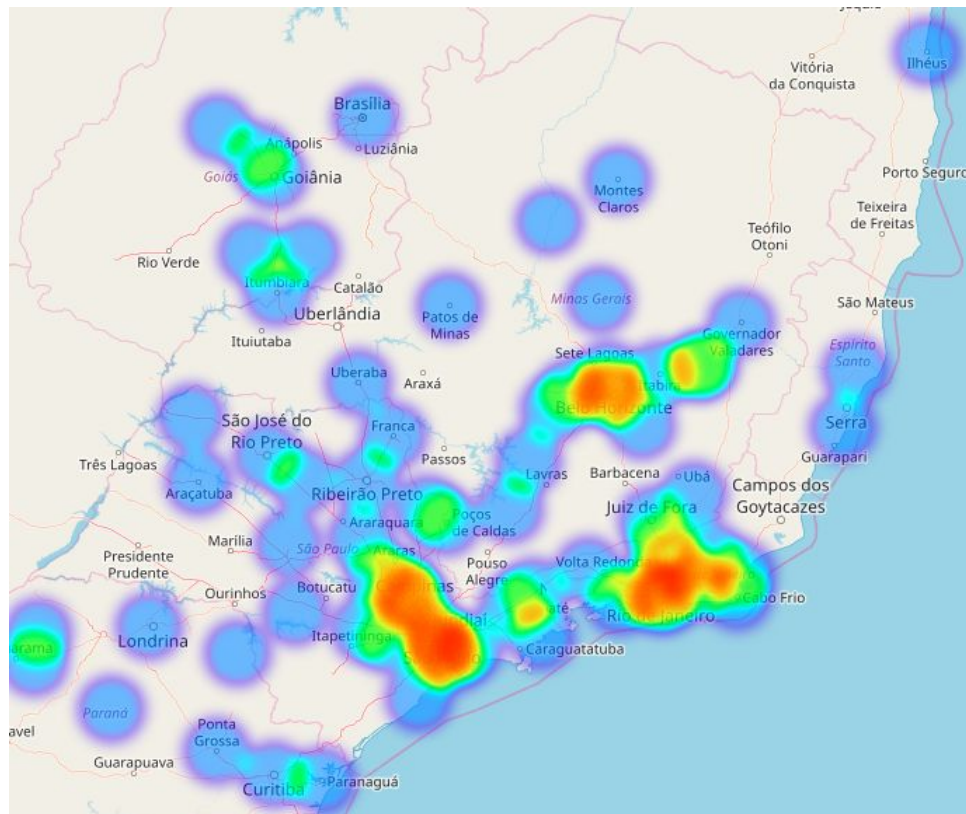 Ilhéus
Vitória
da Conquista
Brasília
Anápolis
Luziânia
Goiás
Goiânia
Porto Seguro
Montes
Claros
Teixeira
de Freitas
Teófilo
Otoni
Rio Verde
Itumbiara
Catalão
Minas Gerais
São Mateus
Patos de
Minas
Uberlândia
Governador
Valadares
Ituiutaba
Espírito
Santo
Sete Lagoas
Uberaba
Araxá
Itabira
Belo Horizonte
Serra
São José do
Rio Preto
Franca
Passos
Guarapari
Três Lagoas
Lavras
Barbacena
Ubá
Araçatuba
Ribeirão Preto
Campos dos
Goytacazes
Juiz de Fora
Araraquara
Poços
de Caldas
Marília
São Paulo
Araras
Presidente
Prudente
Pouso
Alegre
Volta Redonda
Ourinhos
Botucatu
Campinas
Cabo Frio
Rio de Janeiro
Londrina
Itapetininga
Jundiaí
Caraguatatuba
Paraná
avel
Ponta
Grossa
Guarapuava
Curitiba
Paranaguá